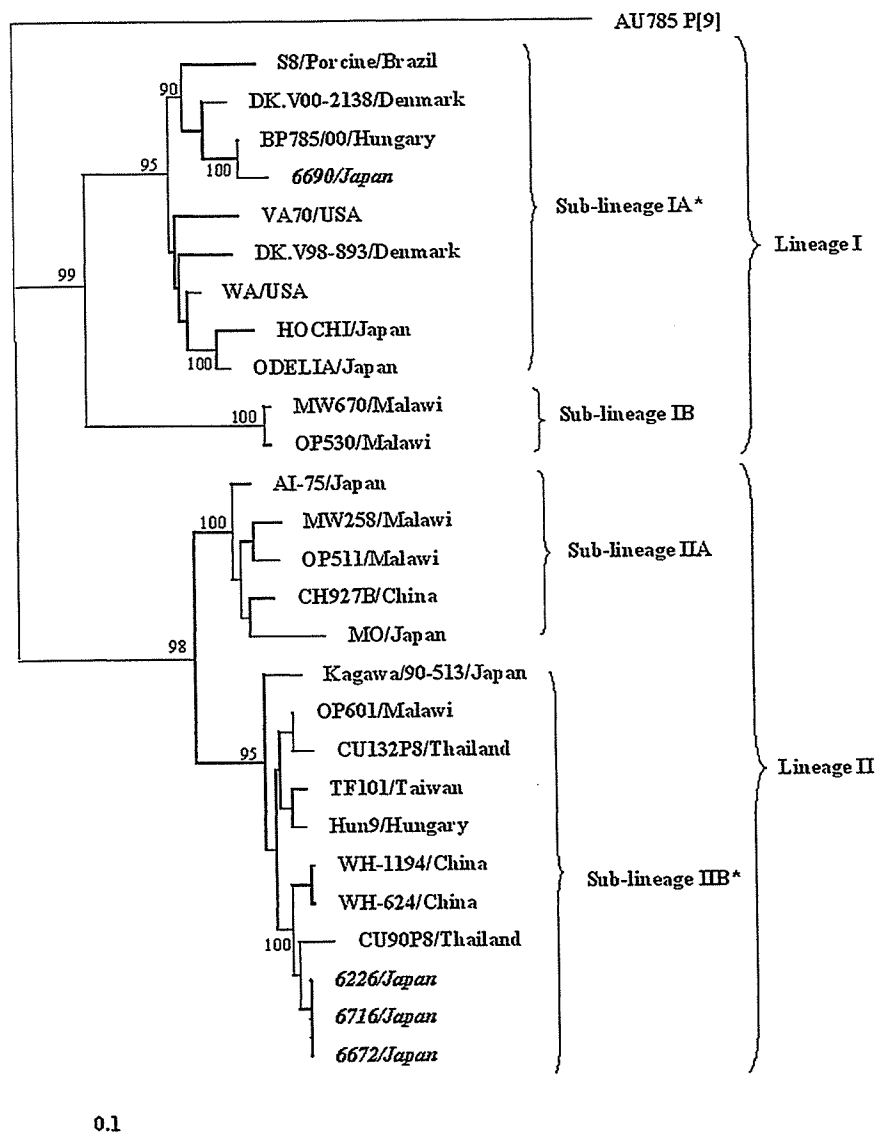 AU785 P[9]
S8/Porcine/Brazil
90
DK.V00-2138/Denmark
BP785/00/Hungary
95
100
6690/Japan
Sub-lineage IA*
VA70/USA
Lineage I
DK.V98-893/Denmark
99
WA/USA
HOCHI/Japan
100
ODELIA/Japan
MW670/Malawi
100
Sub-lineage IB
OP530/Malawi
AI-75/Japan
100
MW258/Malawi
Sub-lineage IIA
OP511/Malawi
CH927B/China
MO/Japan
98
Kagawa/90-513/Japan
OP601/Malawi
95
CU132P8/Thailand
Lineage II
TF101/Taiwan
Hun9/Hungary
WH-1194/China
Sub-lineage IIB*
WH-624/China
100
CU90P8/Thailand
6226/Japan
6716/Japan
6672/Japan
0.1